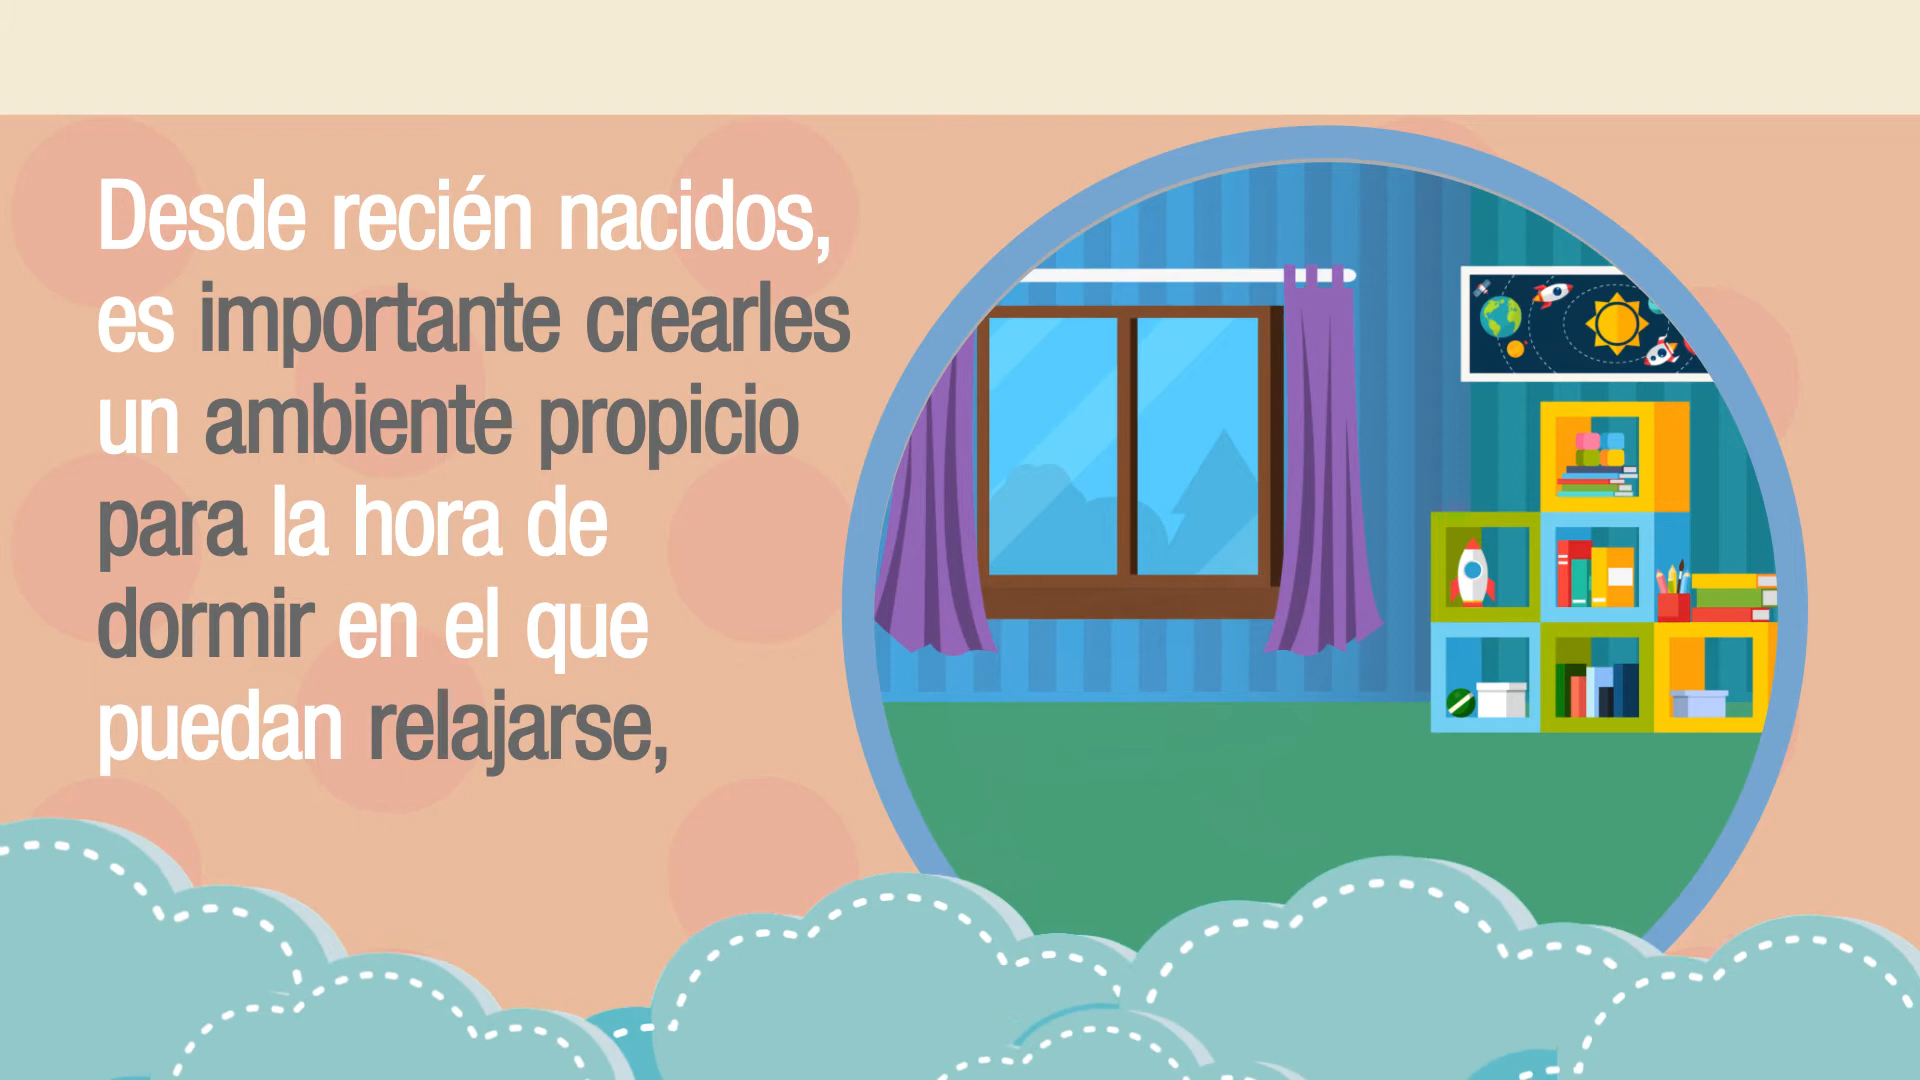 Desde recién nacidos,
es importante crearles
un ambiente propicio
para la hora de
dormir en el que
puedan relajarse,